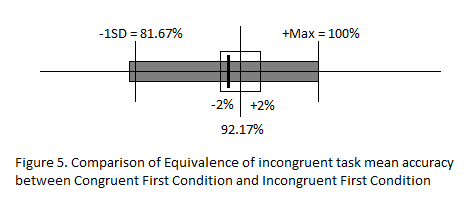 -1SD = 81.67% +Max = 100%
-2% +2%
92.17%
Figure 5. Comparison of Equivalence of incongruent task mean accuracy
between Congruent First Condition and Incongruent First Condition